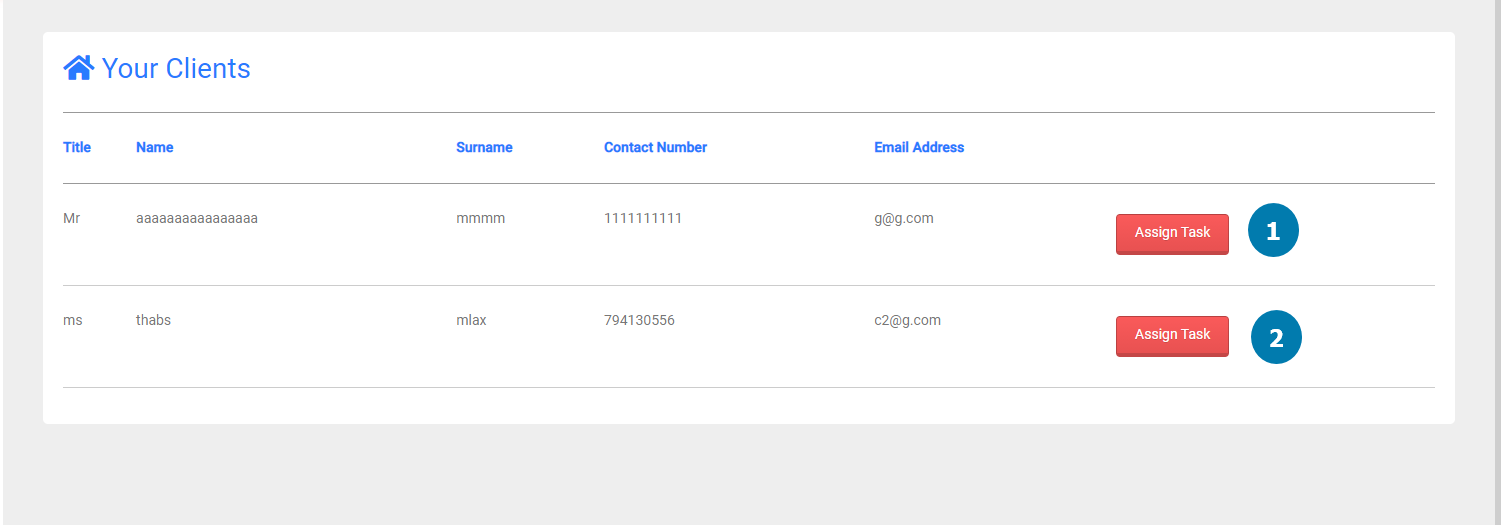 Your Clients
Title Name Surname Contact Number Email Address
Mr aaaaaaaaaaaaaaaa mmmm 1111111111 g@g.com Assign Task 1
ms thabs mlax 794130556 c2@g.com Assign Task 2